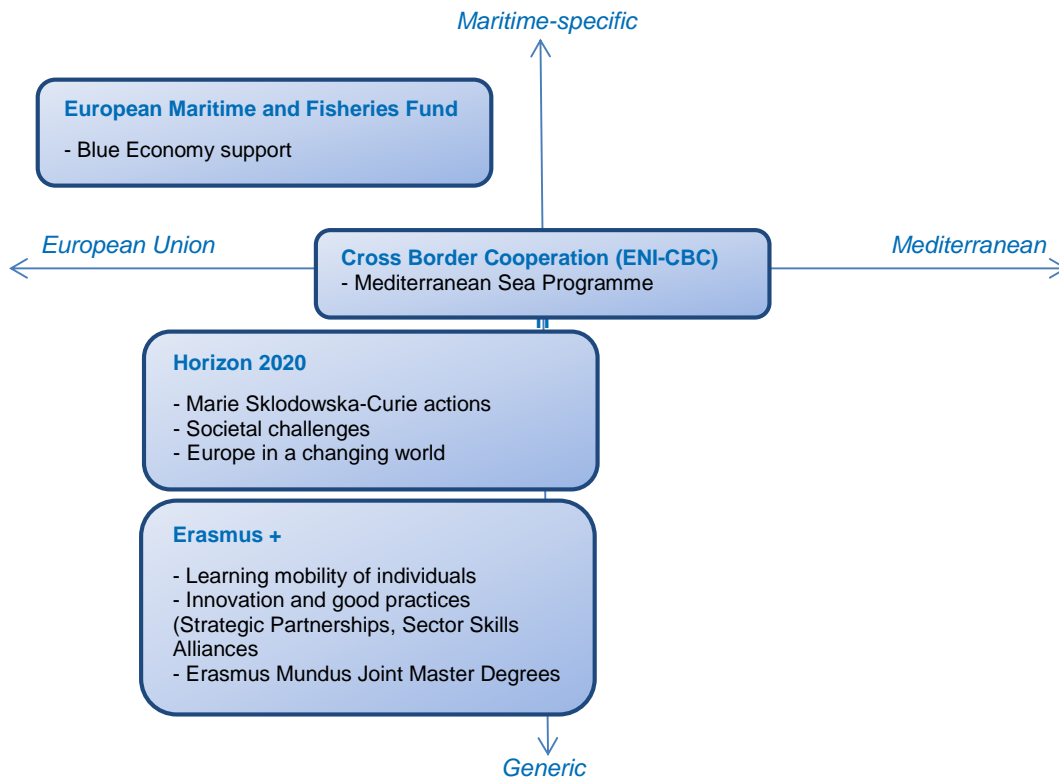 Maritime-specific
European Maritime and Fisheries Fund
- Blue Economy support
European Union
Mediterranean
Cross Border Cooperation (ENI-CBC)
- Mediterranean Sea Programme
Horizon 2020
- Marie Sklodowska-Curie actions
- Societal challenges
- Europe in a changing world
Erasmus +
- Learning mobility of individuals
- Innovation and good practices
(Strategic Partnerships, Sector Skills
Alliances
- Erasmus Mundus Joint Master Degrees
Generic